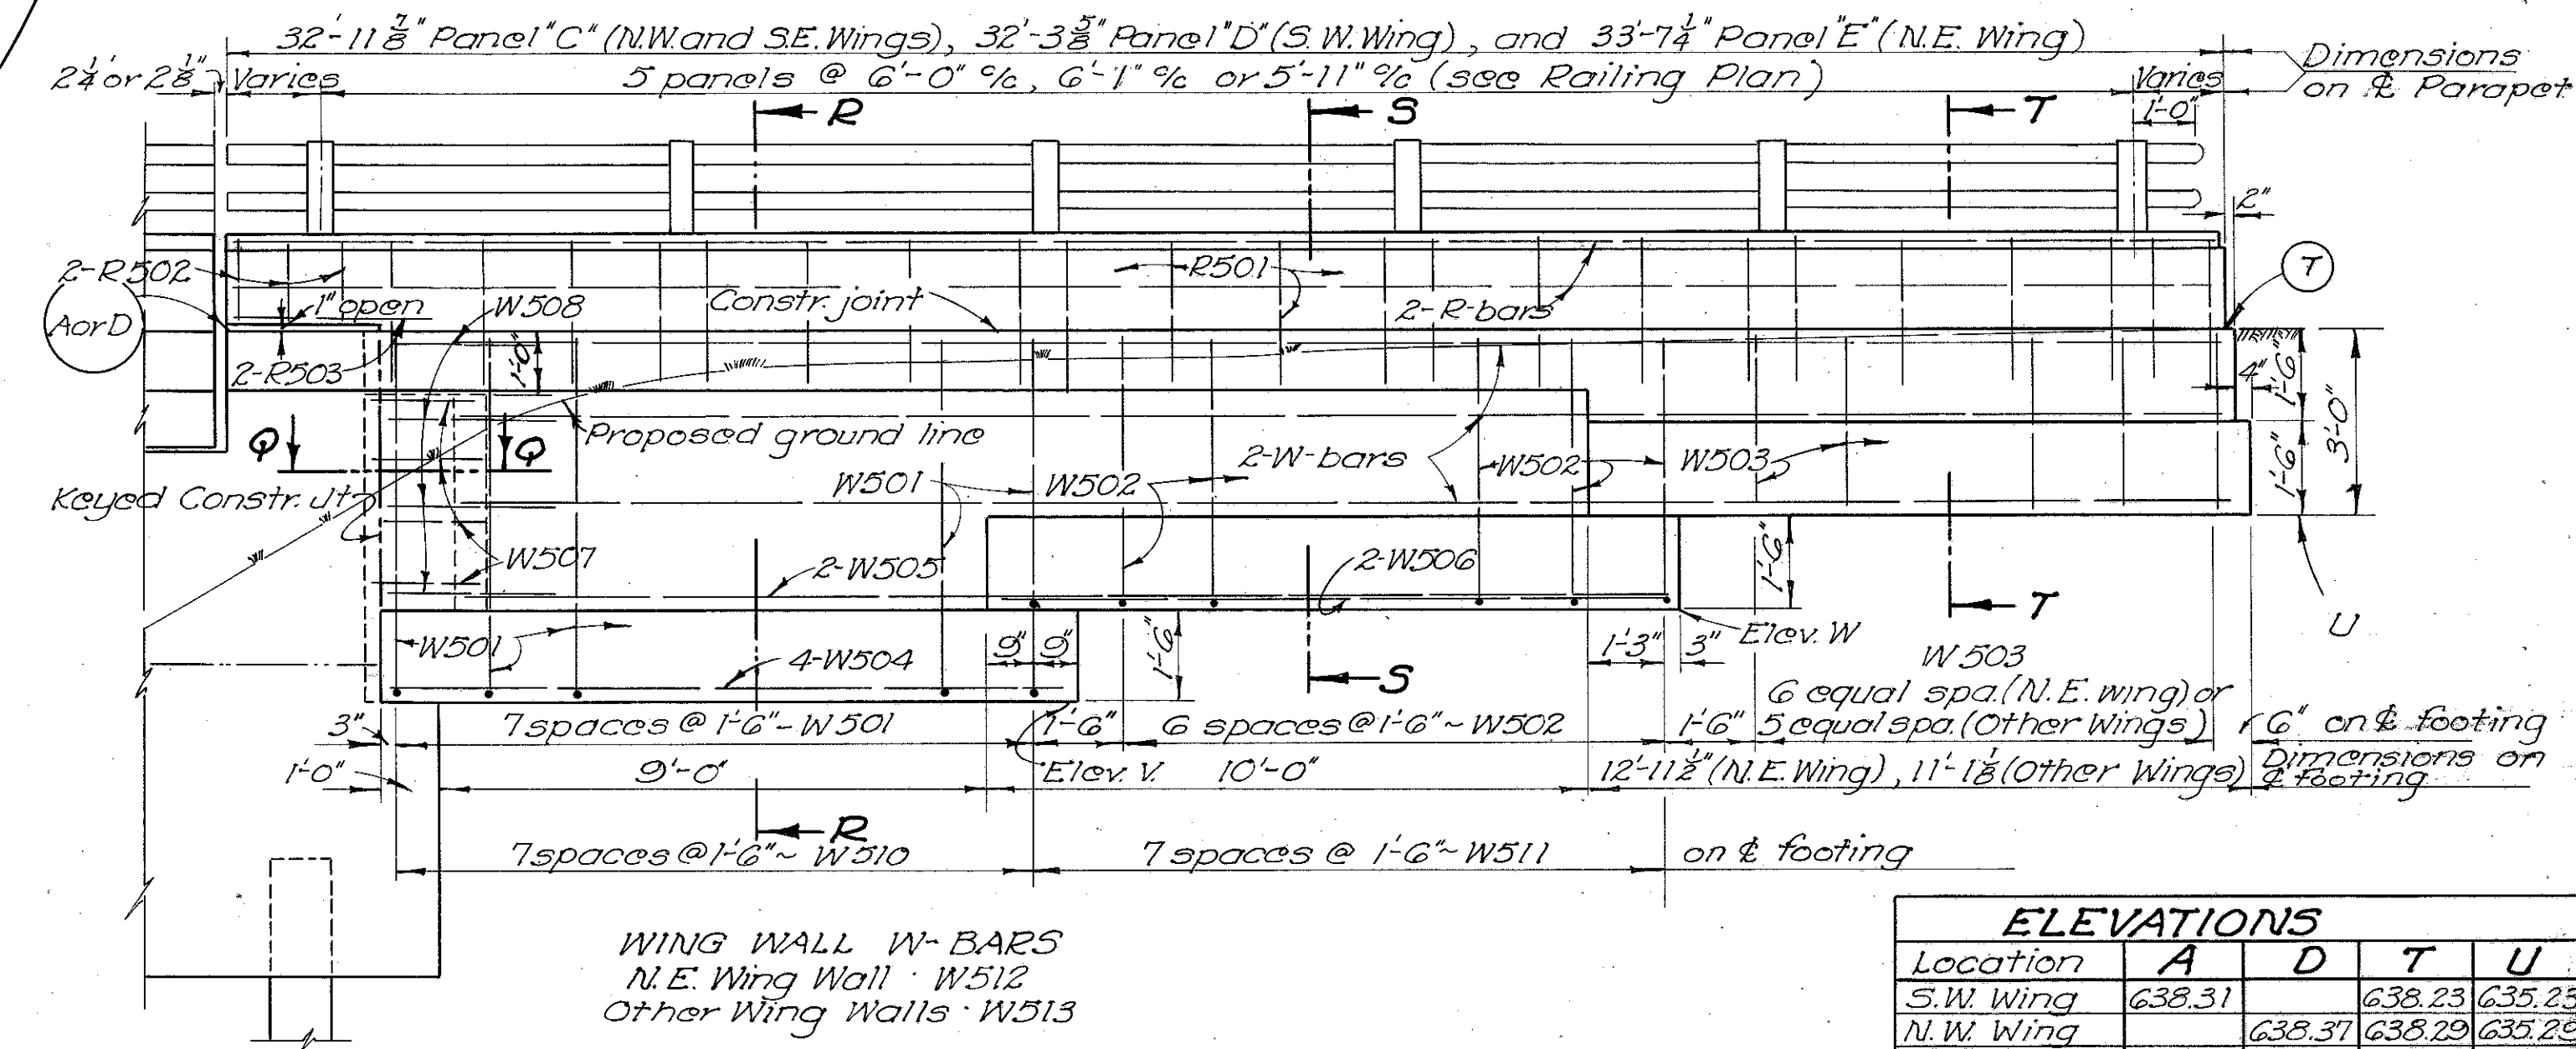 32'-11 7/8" Panel "C" (N.W. and S.E. Wings), 32'-3 5/8" Panel "D" (S.W. Wing), and 33'-7 1/4" Panel "E" (N.E. Wing)
2 1/4" or 2 1/8"
Varies
5 panels @ 6'-0" c/c, 6'-1" c/c or 5'-11" c/c (see Railing Plan)
Varies
Dimensions
on ℄ Parapet
1'-0"
R
S
T
2"
2-R502
R501
T
1" open
W508
Constr. joint
2-R-bars
A or D
2-R503
1'-0"
4"
1'-6"
3'-0"
Q
Q
Proposed ground line
2-W-bars
W502
W503
1'-6"
W501
W502
Keyed Constr. Jt.
W507
2-W505
2-W506
1'-6"
T
Elev. W
U
W501
4-W504
9"
9"
1'-6"
1'-3"
3"
S
W503
6 equal spa. (N.E. wing) or
3"
7 spaces @ 1'-6" ~ W501
1'-6"
6 spaces @ 1'-6" ~ W502
1'-6"
5 equal spa. (Other Wings)
6" on ℄ footing
1'-0"
9'-0"
Elev. V.
10'-0"
12'-11 1/2" (N.E. Wing), 11'-1 1/8 (Other Wings)
Dimensions on
℄ footing
R
7 spaces @ 1'-6" ~ W510
7 spaces @ 1'-6" ~ W511
on ℄ footing
WING WALL W-BARS
N.E. Wing Wall · W512
Other Wing Walls · W513
ELEVATIONS
Location A D T U
S.W. Wing 638.31 638.23 635.23
N.W. Wing 638.37 638.29 635.29